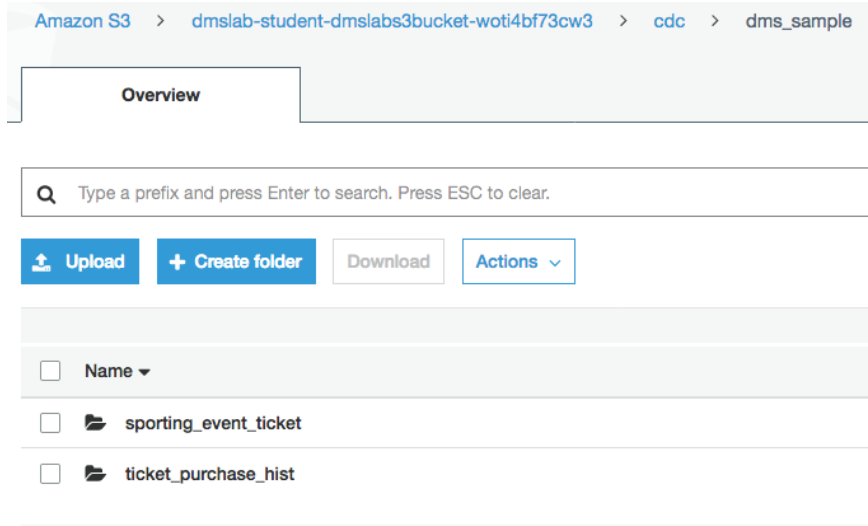 Amazon S3 > dmslab-student-dmslabs3bucket-woti4bf73cw3 > cdc > dms_sample
Overview
Type a prefix and press Enter to search. Press ESC to clear.
Upload + Create folder Download Actions
Name
sporting_event_ticket
ticket_purchase_hist